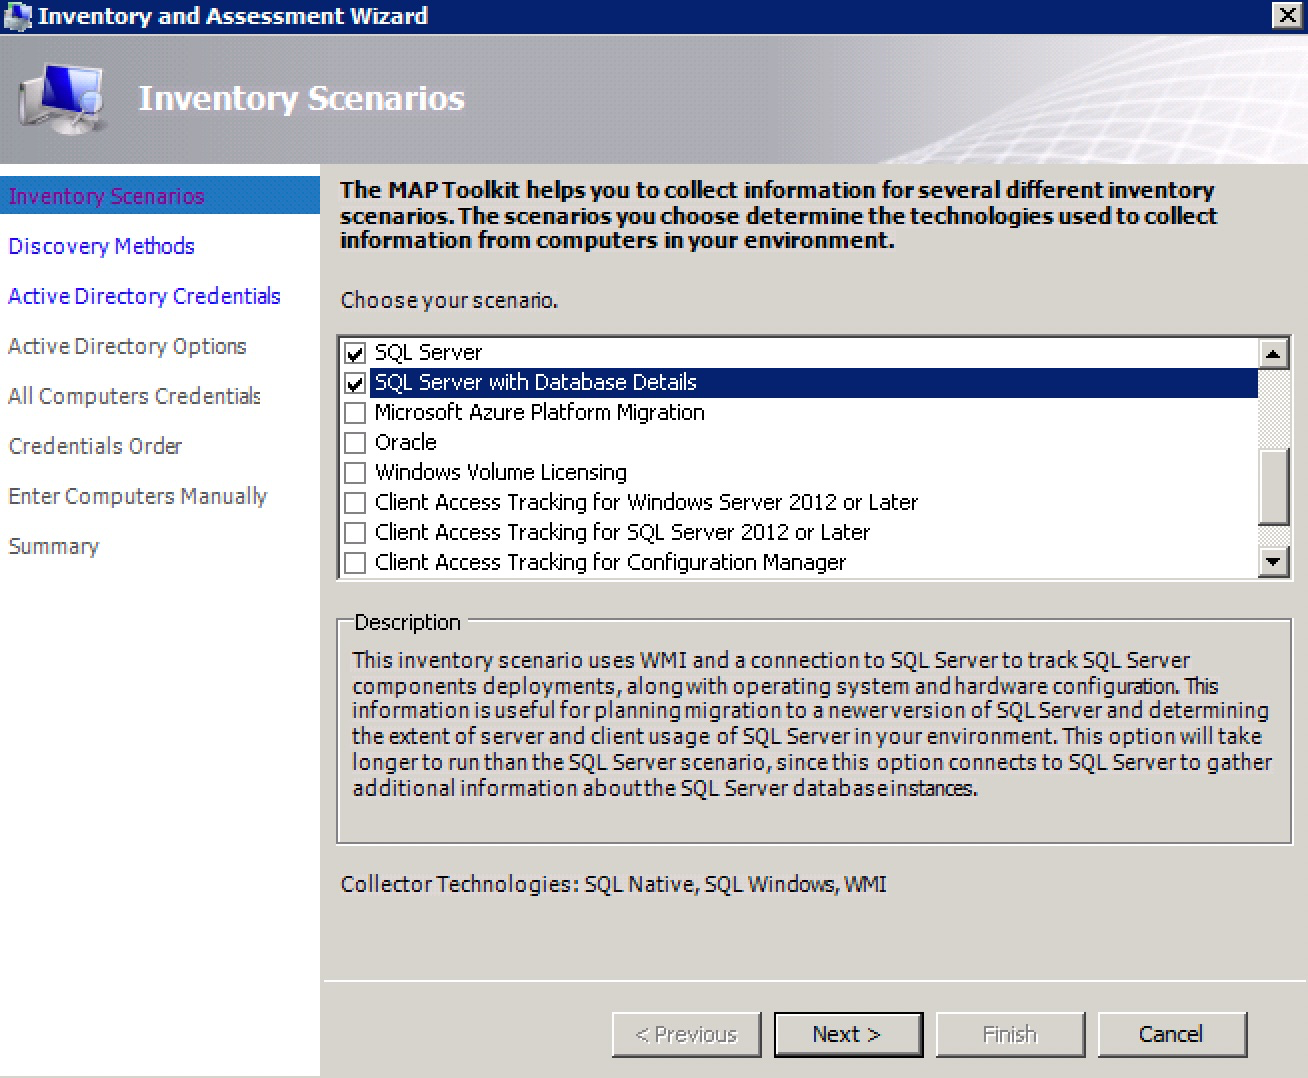 Inventory and Assessment Wizard
Inventory Scenarios
Inventory Scenarios
Discovery Methods
Active Directory Credentials
Active Directory Options
All Computers Credentials
Credentials Order
Enter Computers Manually
Summary
The MAP Toolkit helps you to collect information for several different inventory
scenarios. The scenarios you choose determine the technologies used to collect
information from computers in your environment.
Choose your scenario.
SQL Server
SQL Server with Database Details
Microsoft Azure Platform Migration
Oracle
Windows Volume Licensing
Client Access Tracking for Windows Server 2012 or Later
Client Access Tracking for SQL Server 2012 or Later
Client Access Tracking for Configuration Manager
Description
This inventory scenario uses WMI and a connection to SQL Server to track SQL Server
components deployments, along with operating system and hardware configuration. This
information is useful for planning migration to a newer version of SQL Server and determining
the extent of server and client usage of SQL Server in your environment. This option will take
longer to run than the SQL Server scenario, since this option connects to SQL Server to gather
additional information about the SQL Server database instances.
Collector Technologies: SQL Native, SQL Windows, WMI
< Previous
Next >
Finish
Cancel